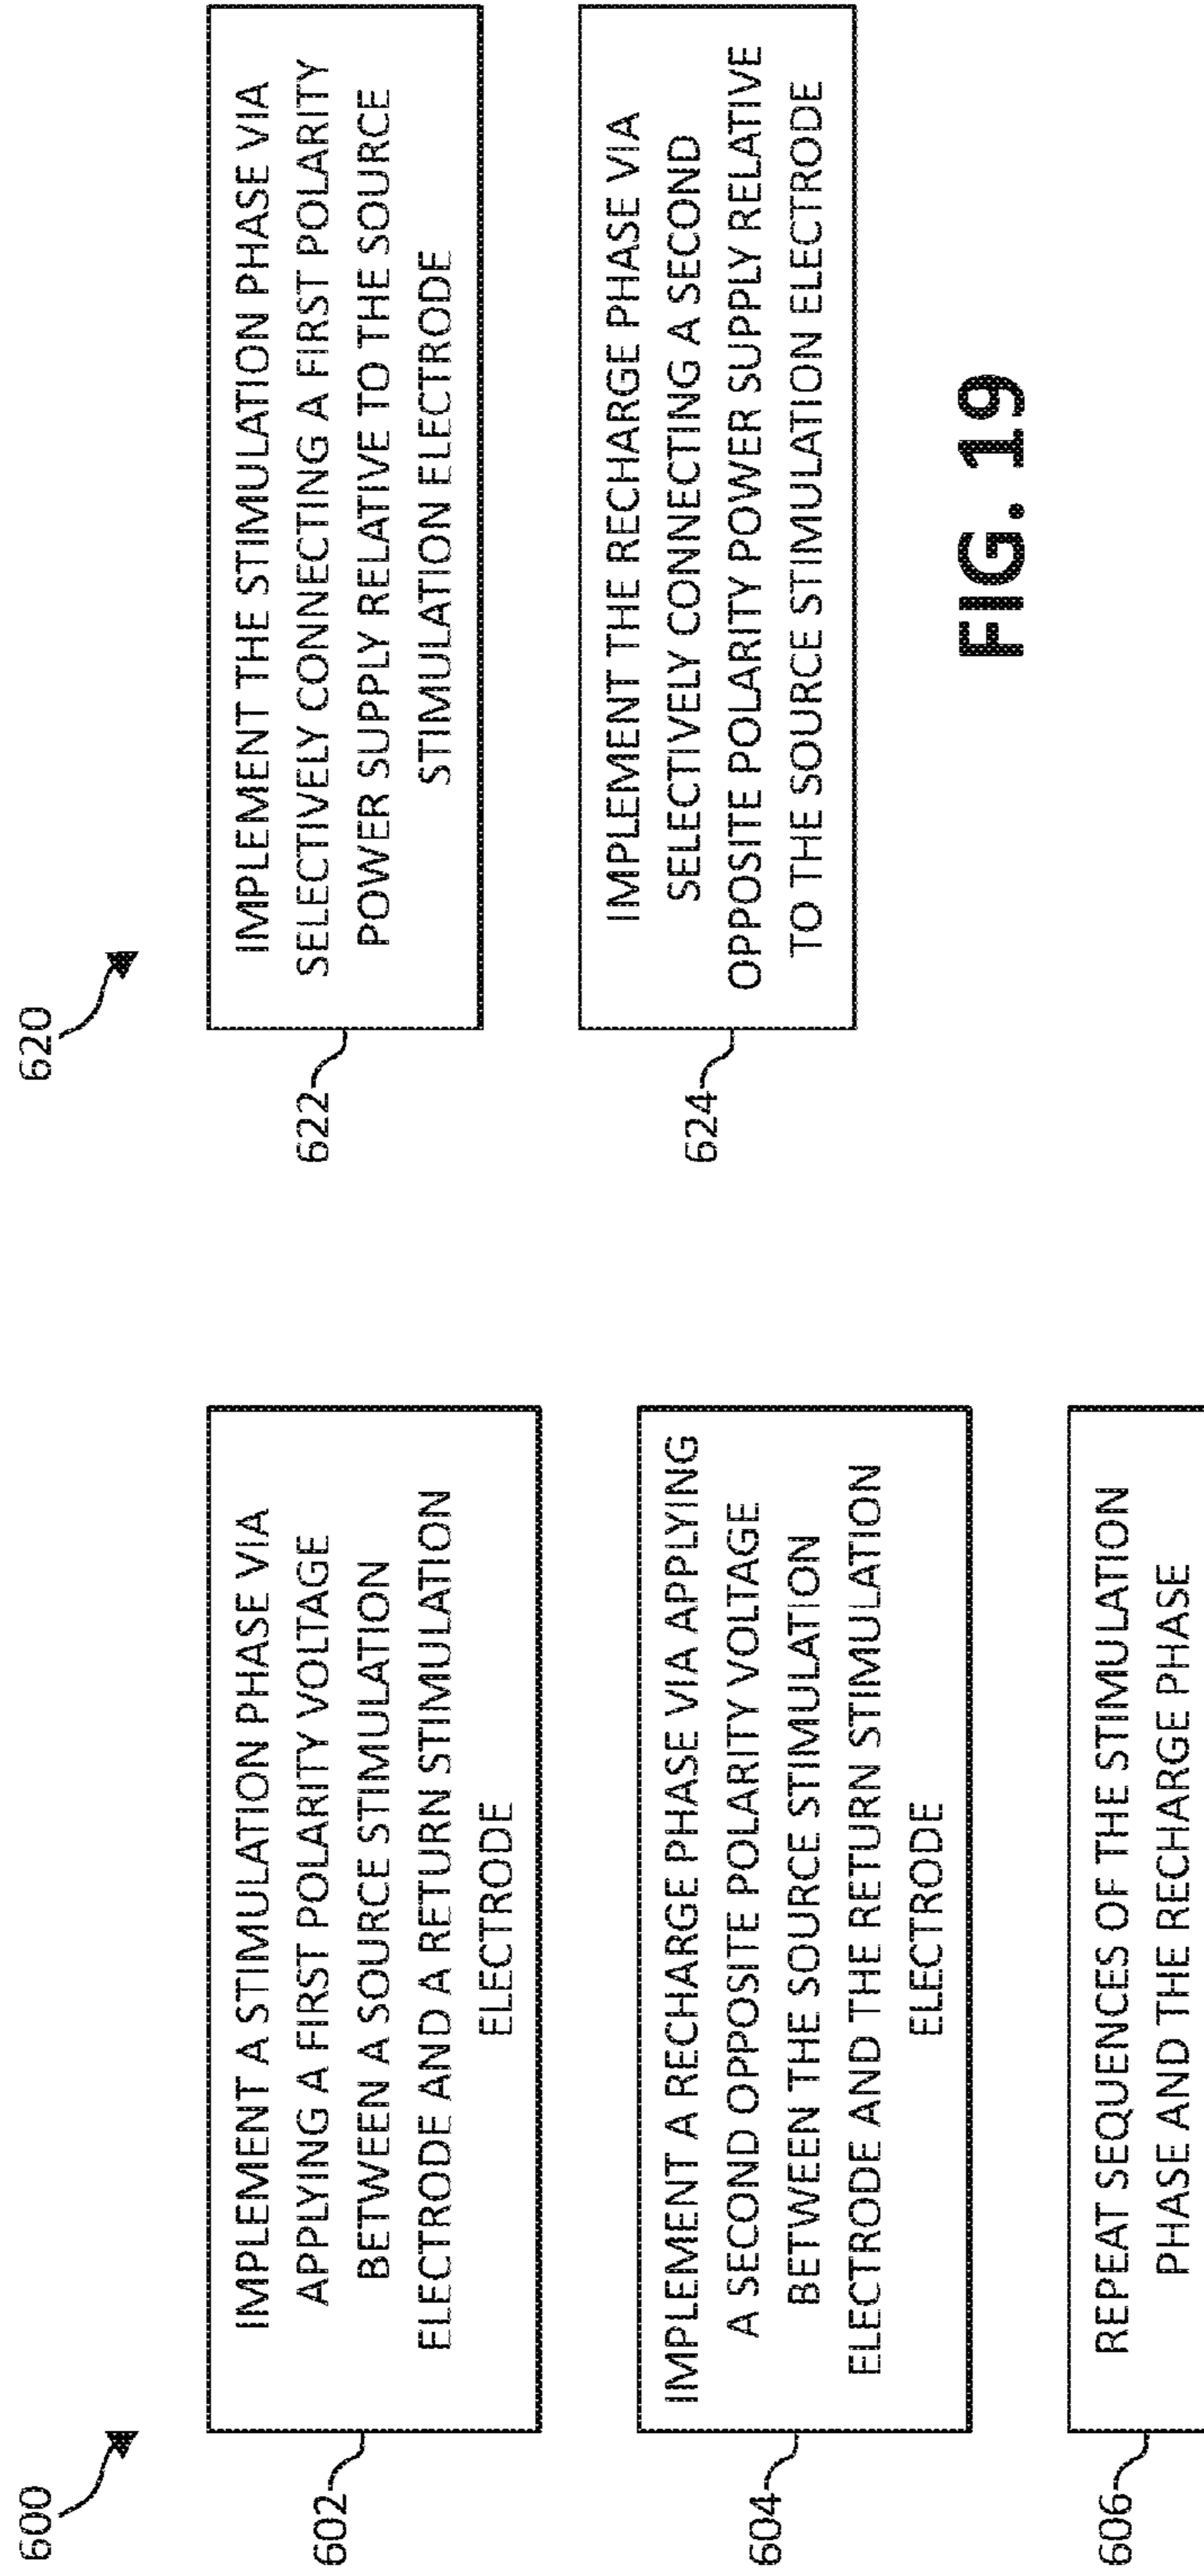 600
602
IMPLEMENT A STIMULATION PHASE VIA
APPLYING A FIRST POLARITY VOLTAGE
BETWEEN A SOURCE STIMULATION
ELECTRODE AND A RETURN STIMULATION
ELECTRODE
604
IMPLEMENT A RECHARGE PHASE VIA APPLYING
A SECOND OPPOSITE POLARITY VOLTAGE
BETWEEN THE SOURCE STIMULATION
ELECTRODE AND THE RETURN STIMULATION
ELECTRODE
606
REPEAT SEQUENCES OF THE STIMULATION
PHASE AND THE RECHARGE PHASE
620
622
IMPLEMENT THE STIMULATION PHASE VIA
SELECTIVELY CONNECTING A FIRST POLARITY
POWER SUPPLY RELATIVE TO THE SOURCE
STIMULATION ELECTRODE
624
IMPLEMENT THE RECHARGE PHASE VIA
SELECTIVELY CONNECTING A SECOND
OPPOSITE POLARITY POWER SUPPLY RELATIVE
TO THE SOURCE STIMULATION ELECTRODE
FIG. 19